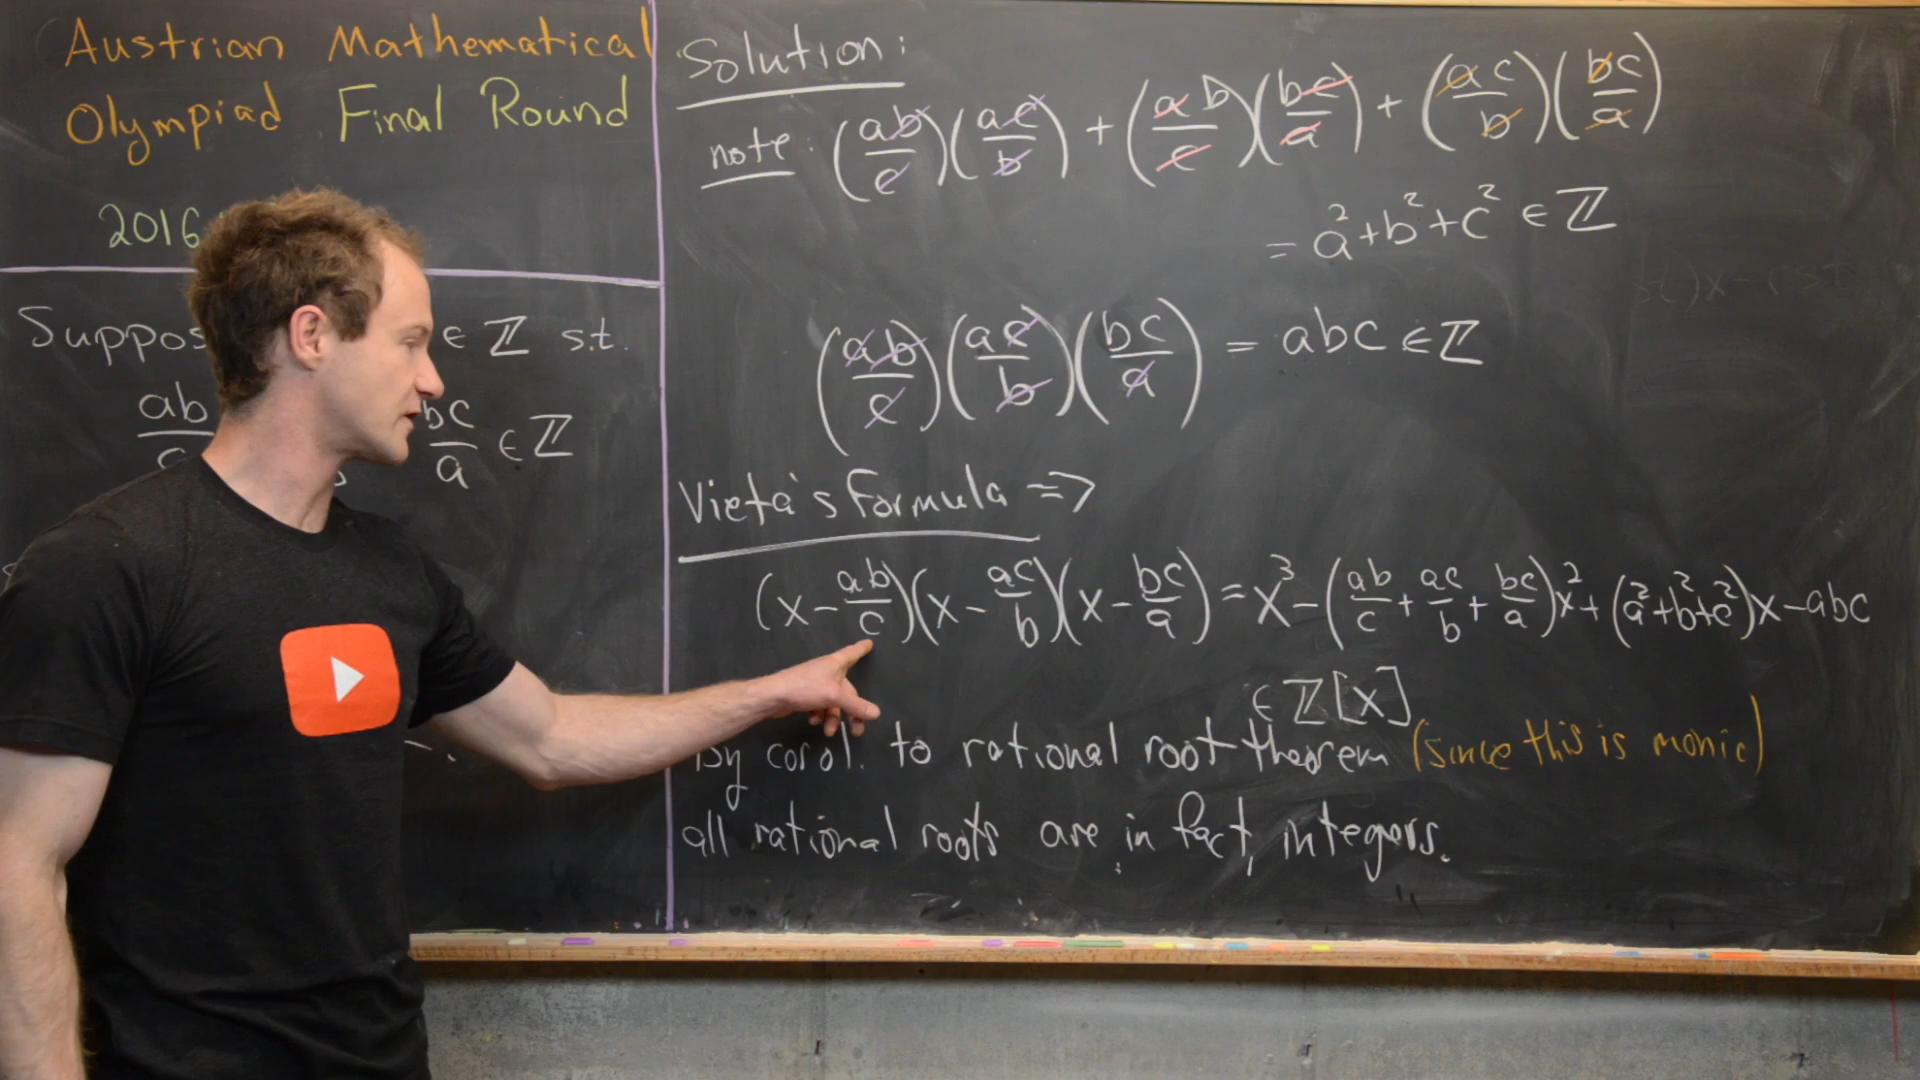 Austrian Mathematical
Olympiad Final Round
2016
Suppos ∈ ℤ s.t.
ab bc/a ∈ ℤ
Solution:
note: (ab/c)(ac/b) + (ab/c)(bc/a) + (ac/b)(bc/a)
= a²+b²+c² ∈ ℤ
(ab/c)(ac/b)(bc/a) = abc ∈ ℤ
Vieta's Formula =>
(x - ab/c)(x - ac/b)(x - bc/a) = x³ - (ab/c + ac/b + bc/a)x² + (a²+b²+c²)x - abc
∈ ℤ[x]
By corol. to rational root theorem (since this is monic)
all rational roots are in fact integers.